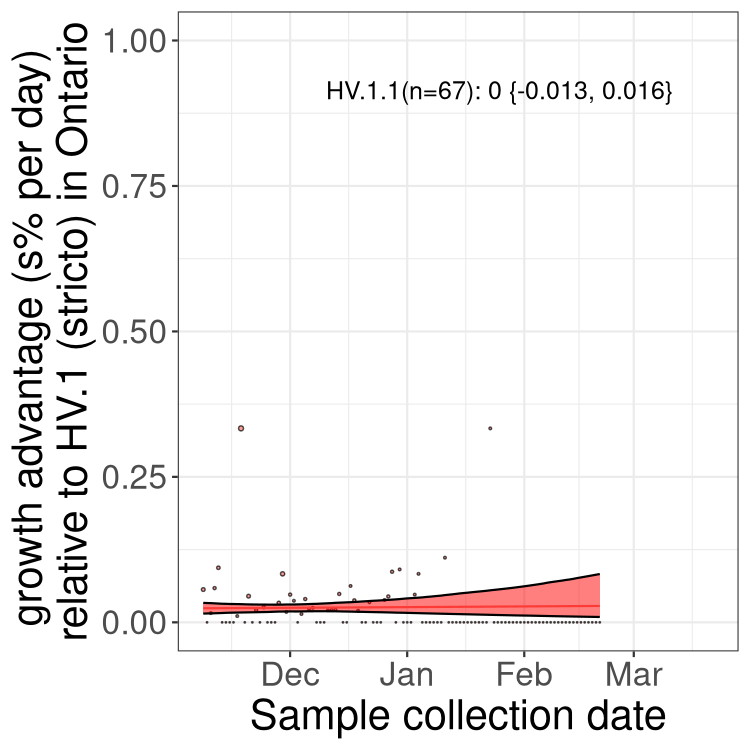 growth advantage (s% per day)
relative to HV.1 (stricto) in Ontario
1.00
0.75
0.50
0.25
0.00
HV.1.1(n=67): 0 {-0.013, 0.016}
Dec Jan Feb Mar
Sample collection date